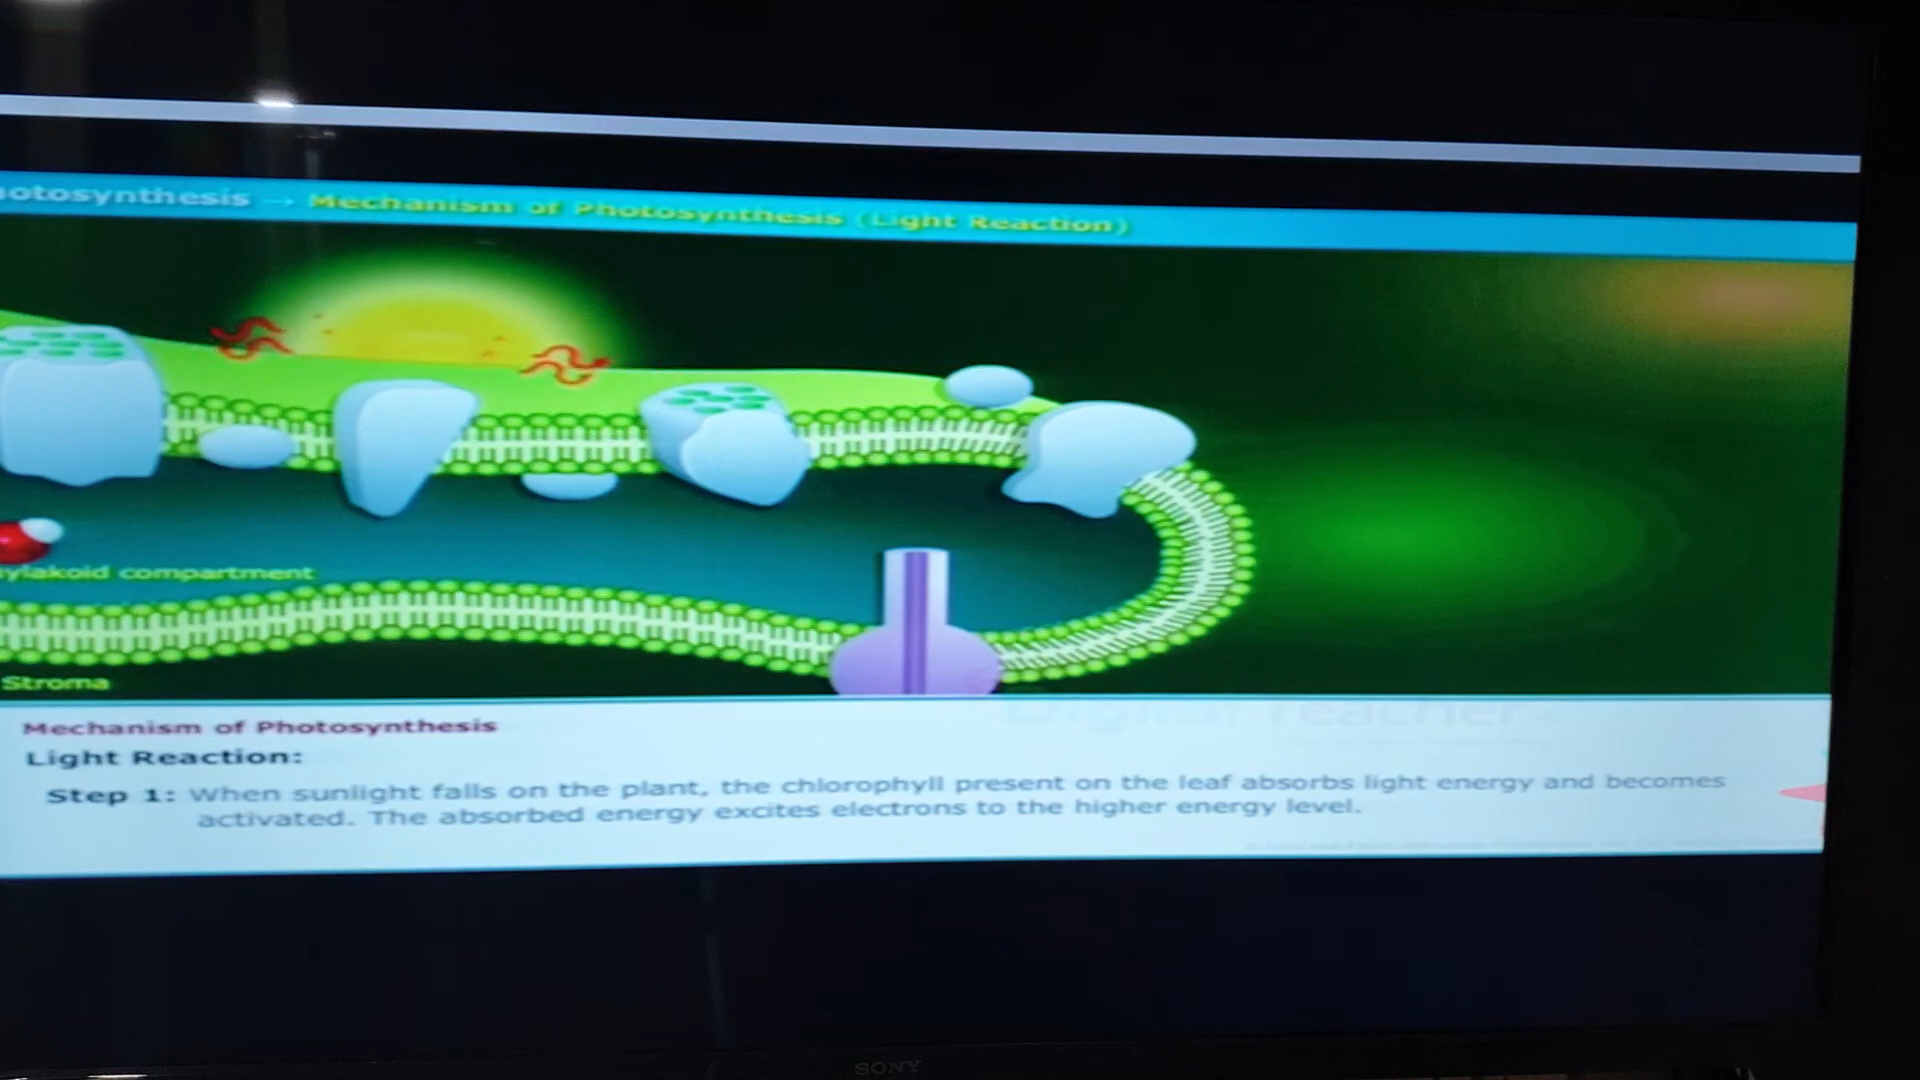 otosynthesis → Mechanism of Photosynthesis (Light Reaction)
ylakoid compartment
Stroma
Mechanism of Photosynthesis
Digital Teacher
Light Reaction:
Step 1: When sunlight falls on the plant, the chlorophyll present on the leaf absorbs light energy and becomes
activated. The absorbed energy excites electrons to the higher energy level.
SONY